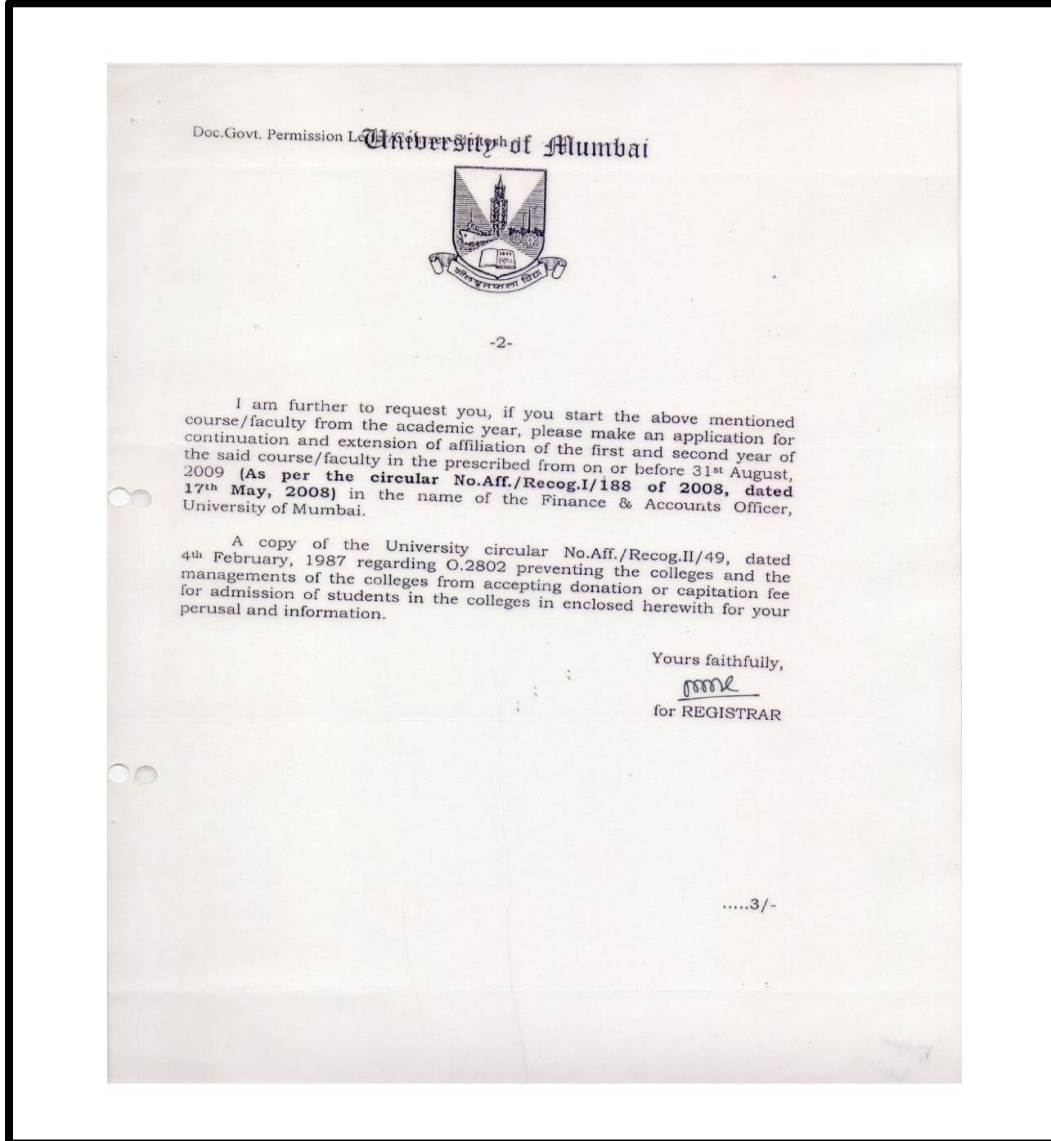 Doc.Govt. Permission
University of Mumbai
शीलवृतफला विद्या
-2-
I am further to request you, if you start the above mentioned
course/faculty from the academic year, please make an application for
continuation and extension of affiliation of the first and second year of
the said course/faculty in the prescribed from on or before 31st August,
2009 (As per the circular No.Aff./Recog.I/188 of 2008, dated
17th May, 2008) in the name of the Finance & Accounts Officer,
University of Mumbai.
A copy of the University circular No.Aff./Recog.II/49, dated
4th February, 1987 regarding O.2802 preventing the colleges and the
managements of the colleges from accepting donation or capitation fee
for admission of students in the colleges in enclosed herewith for your
perusal and information.
Yours faithfully,
for REGISTRAR
.....3/-